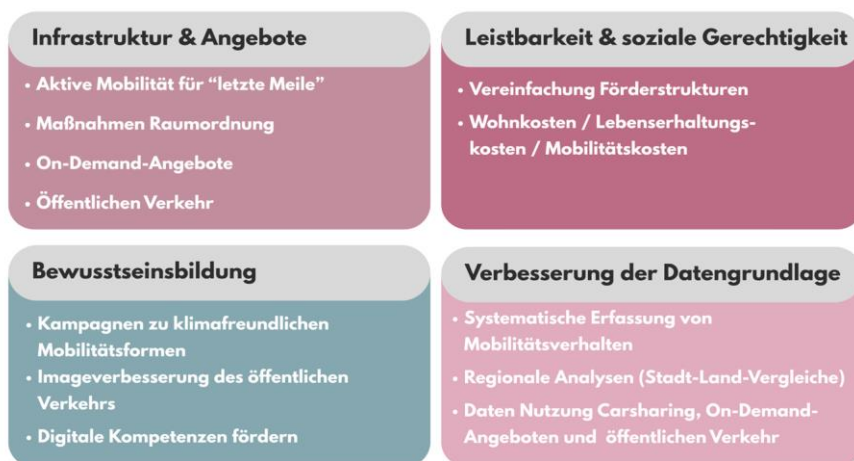 Infrastruktur & Angebote
• Aktive Mobilität für “letzte Meile”
• Maßnahmen Raumordnung
• On-Demand-Angebote
• Öffentlichen Verkehr
Leistbarkeit & soziale Gerechtigkeit
• Vereinfachung Förderstrukturen
• Wohnkosten / Lebenserhaltungs-
kosten / Mobilitätskosten
Bewusstseinsbildung
• Kampagnen zu klimafreundlichen
Mobilitätsformen
• Imageverbesserung des öffentlichen
Verkehrs
• Digitale Kompetenzen fördern
Verbesserung der Datengrundlage
• Systematische Erfassung von
Mobilitätsverhalten
• Regionale Analysen (Stadt-Land-Vergleiche)
• Daten Nutzung Carsharing, On-Demand-
Angeboten und öffentlichen Verkehr